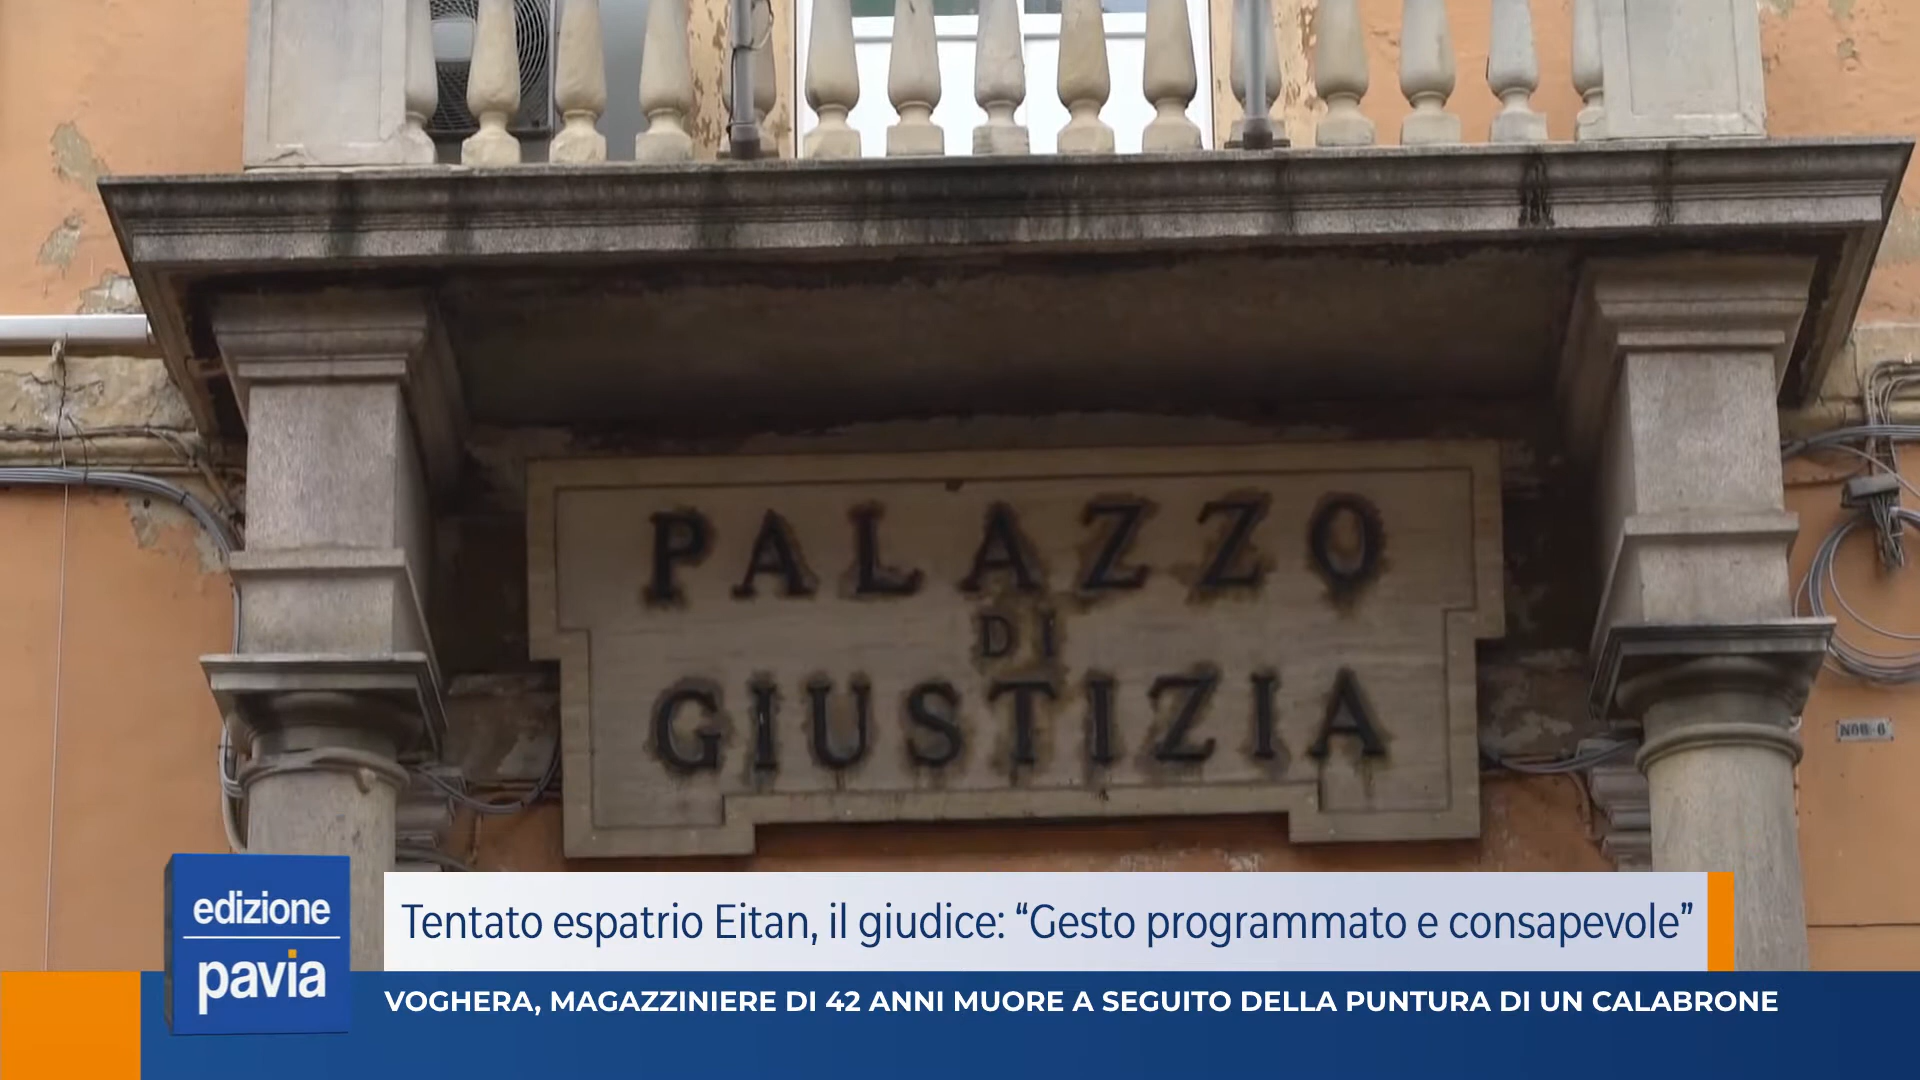 PALAZZO
DI
GIUSTIZIA
edizione
pavia
Tentato espatrio Eitan, il giudice: “Gesto programmato e consapevole”
VOGHERA, MAGAZZINIERE DI 42 ANNI MUORE A SEGUITO DELLA PUNTURA DI UN CALABRONE